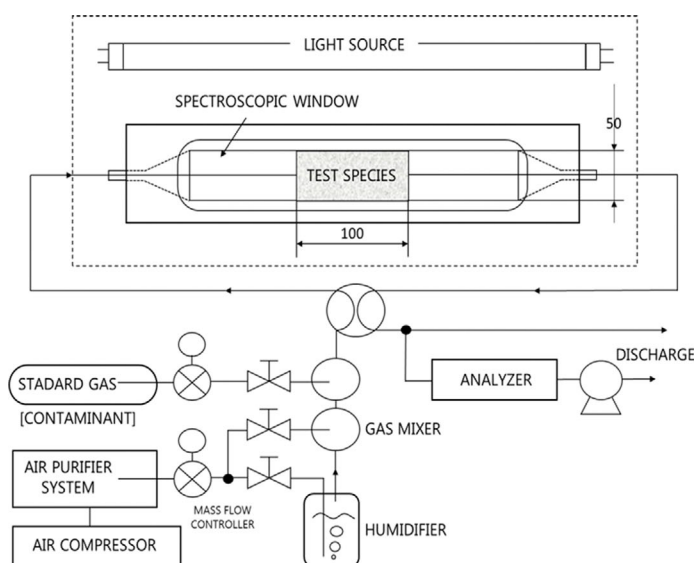 LIGHT SOURCE
SPECTROSCOPIC WINDOW
50
TEST SPECIES
100
STADARD GAS
[CONTAMINANT]
DISCHARGE
ANALYZER
GAS MIXER
AIR PURIFIER
SYSTEM
MASS FLOW
CONTROLLER
HUMIDIFIER
AIR COMPRESSOR